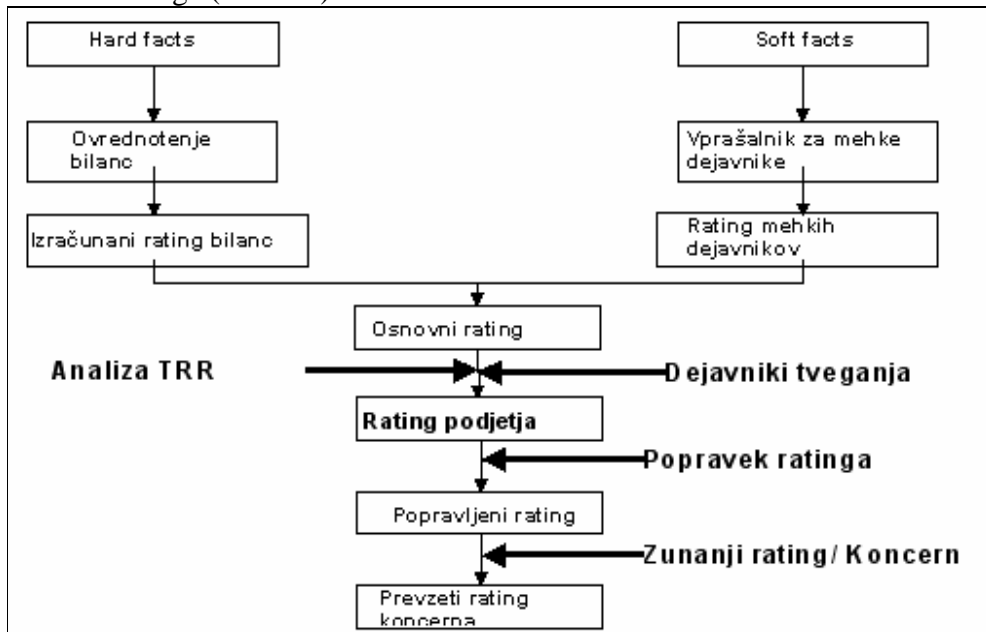 Hard facts
Soft facts
Ovrednotenje
bilanc
Vprašalnik za mehke
dejavnike
Izračunani rating bilanc
Rating mehkih
dejavnikov
Osnovni rating
Analiza TRR
Dejavniki tveganja
Rating podjetja
Popravek ratinga
Popravljeni rating
Zunanji rating/ Koncern
Prevzeti rating
koncerna